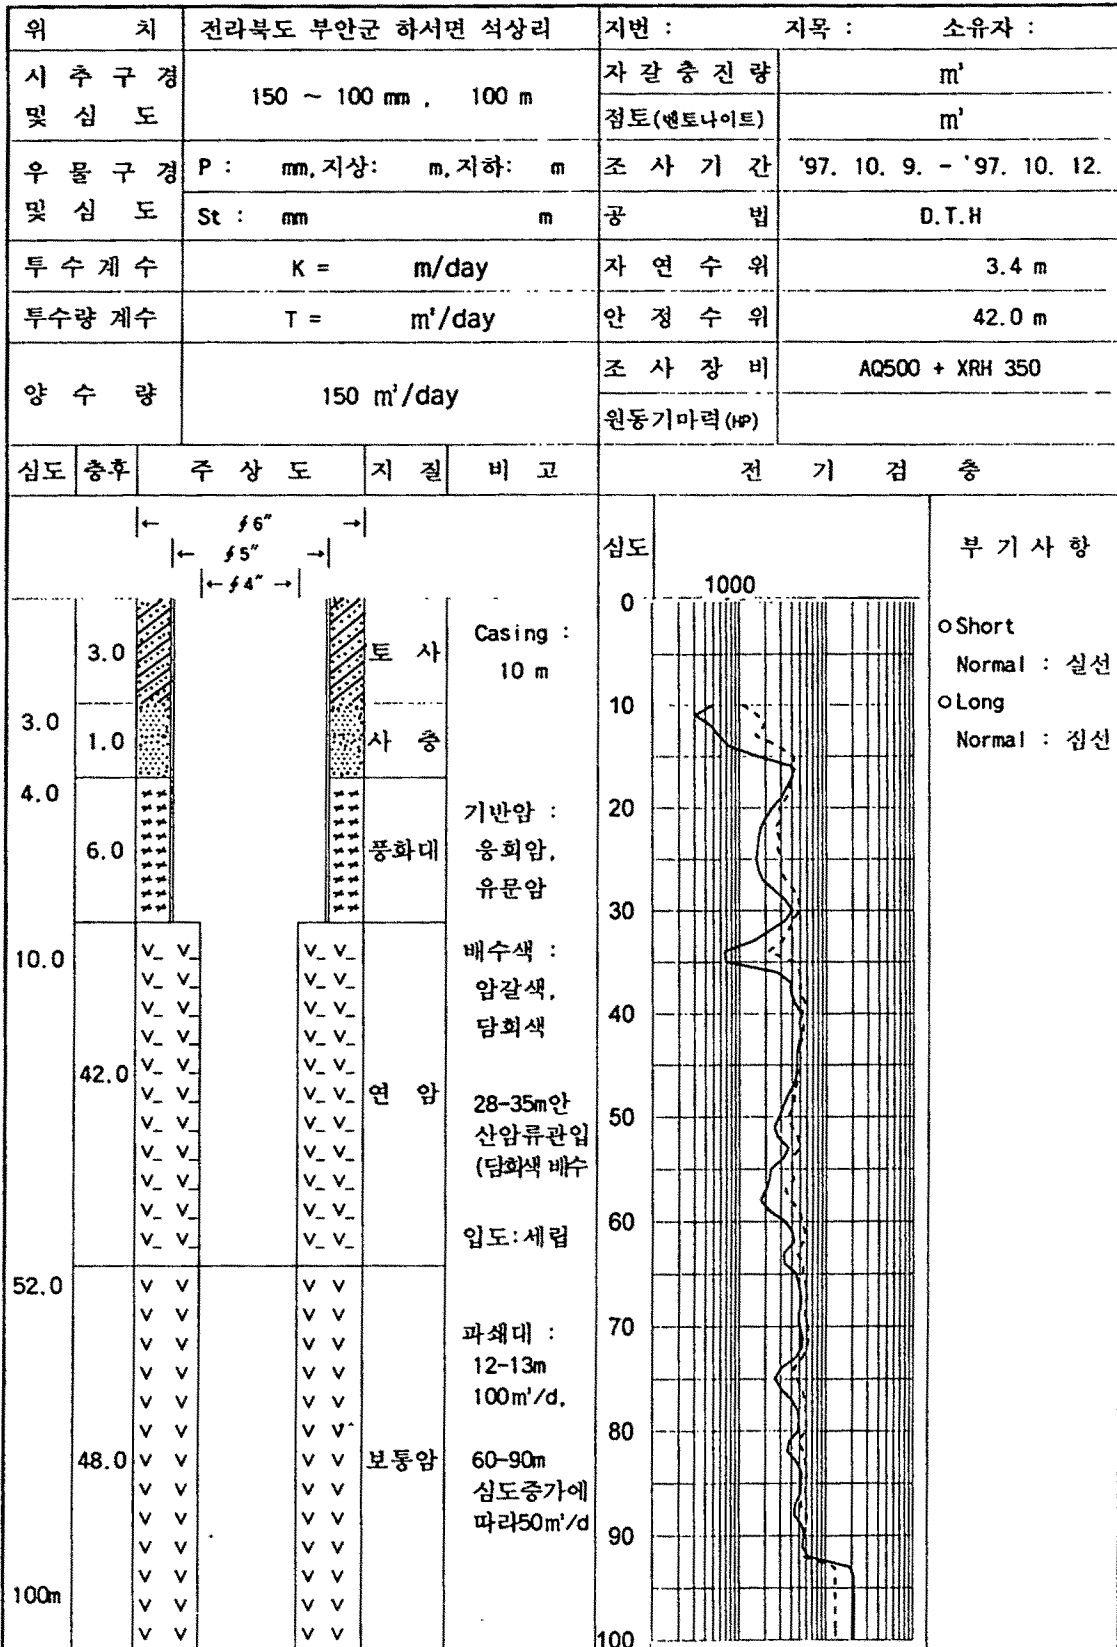 위 치 전라북도 부안군 하서면 석상리 지번 : 지목 : 소유자 :
시 추 구 경 및 심 도 150 ~ 100 mm , 100 m
자 갈 충 진 량 m³
점토(벤토나이트) m³
우 물 구 경 및 심 도 P : mm,지상: m,지하: m
St : mm m
조 사 기 간 '97. 10. 9. - '97. 10. 12.
공 법 D.T.H
투 수 계 수 K = m/day
자 연 수 위 3.4 m
투수량 계수 T = m²/day
안 정 수 위 42.0 m
양 수 량 150 m³/day
조 사 장 비 AQ500 + XRH 350
원동기마력(HP)
심도 층후 주 상 도 지 질 비 고 전 기 검 층
← ∮6" →
← ∮5" →
← ∮4" →
3.0 토 사
Casing :
10 m
3.0
1.0 사 층
4.0
6.0 풍화대
기반암 :
응회암,
유문암
10.0
배수색 :
암갈색,
담회색
42.0 연 암
28-35m안
산암류관입
(담회색 배수
입도:세립
52.0
파쇄대 :
12-13m
100m³/d,
48.0 보통암
60-90m
심도증가에
따라50m³/d
100m
심도
1000
0
10
20
30
40
50
60
70
80
90
100
부 기 사 항
o Short
Normal : 실선
o Long
Normal : 점선